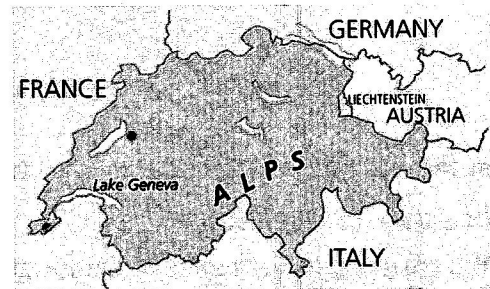 GERMANY
FRANCE
LIECHTENSTEIN
AUSTRIA
Lake Geneva
ALPS
ITALY